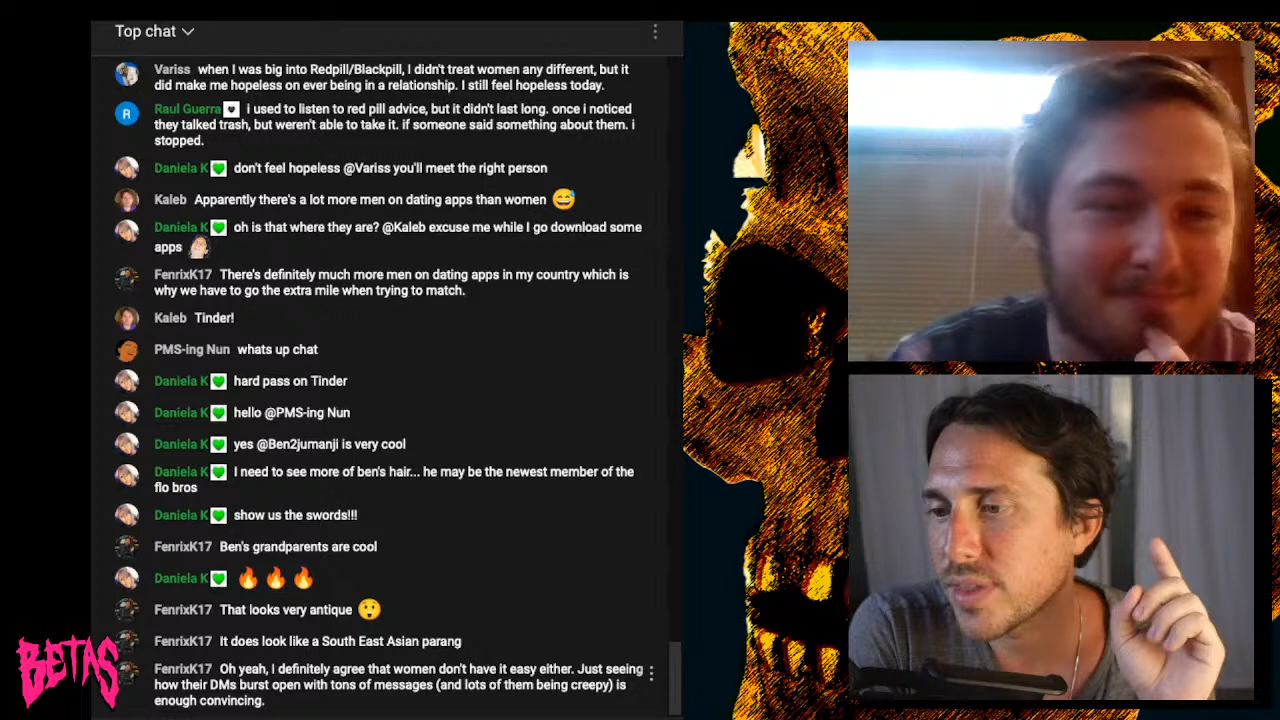 Top chat
Variss when I was big into Redpill/Blackpill, I didn't treat women any different, but it
did make me hopeless on ever being in a relationship. I still feel hopeless today.
R Raul Guerra i used to listen to red pill advice, but it didn't last long. once i noticed
they talked trash, but weren't able to take it. if someone said something about them. i
stopped.
Daniela K don't feel hopeless @Variss you'll meet the right person
Kaleb Apparently there's a lot more men on dating apps than women 😅
Daniela K oh is that where they are? @Kaleb excuse me while I go download some
apps
FenrixK17 There's definitely much more men on dating apps in my country which is
why we have to go the extra mile when trying to match.
Kaleb Tinder!
PMS-ing Nun whats up chat
Daniela K hard pass on Tinder
Daniela K hello @PMS-ing Nun
Daniela K yes @Ben2jumanji is very cool
Daniela K I need to see more of ben's hair... he may be the newest member of the
flo bros
Daniela K show us the swords!!!
FenrixK17 Ben's grandparents are cool
Daniela K 🔥🔥🔥
FenrixK17 That looks very antique 😲
FenrixK17 It does look like a South East Asian parang
FenrixK17 Oh yeah, I definitely agree that women don't have it easy either. Just seeing
how their DMs burst open with tons of messages (and lots of them being creepy) is
enough convincing.
BETAS